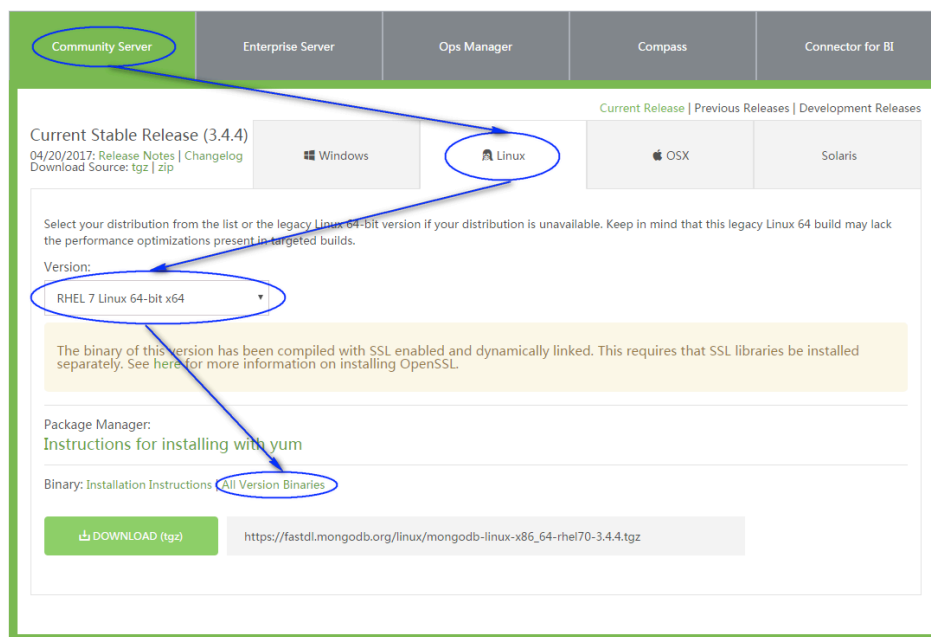 Community Server
Enterprise Server
Ops Manager
Compass
Connector for BI
Current Release | Previous Releases | Development Releases
Current Stable Release (3.4.4)
04/20/2017: Release Notes | Changelog
Download Source: tgz | zip
Windows
Linux
OSX
Solaris
Select your distribution from the list or the legacy Linux 64-bit version if your distribution is unavailable. Keep in mind that this legacy Linux 64 build may lack
the performance optimizations present in targeted builds.
Version:
RHEL 7 Linux 64-bit x64
The binary of this version has been compiled with SSL enabled and dynamically linked. This requires that SSL libraries be installed
separately. See here for more information on installing OpenSSL.
Package Manager:
Instructions for installing with yum
Binary: Installation Instructions | All Version Binaries
DOWNLOAD (tgz)
https://fastdl.mongodb.org/linux/mongodb-linux-x86_64-rhel70-3.4.4.tgz